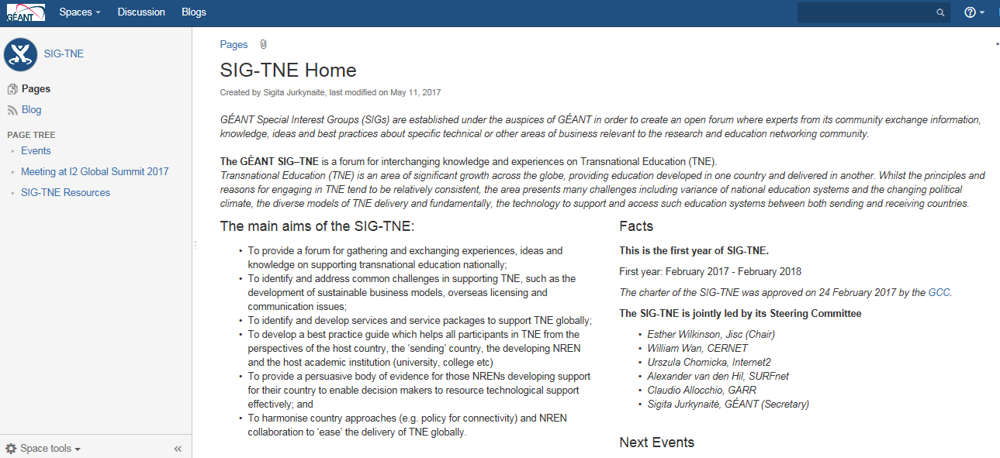 GÉANT
Spaces
Discussion
Blogs
SIG-TNE
Pages
Blog
PAGE TREE
Events
Meeting at I2 Global Summit 2017
SIG-TNE Resources
Space tools
Pages
SIG-TNE Home
Created by Sigita Jurkynaite, last modified on May 11, 2017
GÉANT Special Interest Groups (SIGs) are established under the auspices of GÉANT in order to create an open forum where experts from its community exchange information,
knowledge, ideas and best practices about specific technical or other areas of business relevant to the research and education networking community.
The GÉANT SIG–TNE is a forum for interchanging knowledge and experiences on Transnational Education (TNE).
Transnational Education (TNE) is an area of significant growth across the globe, providing education developed in one country and delivered in another. Whilst the principles and
reasons for engaging in TNE tend to be relatively consistent, the area presents many challenges including variance of national education systems and the changing political
climate, the diverse models of TNE delivery and fundamentally, the technology to support and access such education systems between both sending and receiving countries.
The main aims of the SIG-TNE:
• To provide a forum for gathering and exchanging experiences, ideas and
knowledge on supporting transnational education nationally;
• To identify and address common challenges in supporting TNE, such as the
development of sustainable business models, overseas licensing and
communication issues;
• To identify and develop services and service packages to support TNE globally;
• To develop a best practice guide which helps all participants in TNE from the
perspectives of the host country, the ‘sending’ country, the developing NREN
and the host academic institution (university, college etc)
• To provide a persuasive body of evidence for those NRENs developing support
for their country to enable decision makers to resource technological support
effectively; and
• To harmonise country approaches (e.g. policy for connectivity) and NREN
collaboration to ‘ease’ the delivery of TNE globally.
Facts
This is the first year of SIG-TNE.
First year: February 2017 - February 2018
The charter of the SIG-TNE was approved on 24 February 2017 by the GCC.
The SIG-TNE is jointly led by its Steering Committee
• Esther Wilkinson, Jisc (Chair)
• William Wan, CERNET
• Urszula Chomicka, Internet2
• Alexander van den Hil, SURFnet
• Claudio Allocchio, GARR
• Sigita Jurkynaitė, GÉANT (Secretary)
Next Events